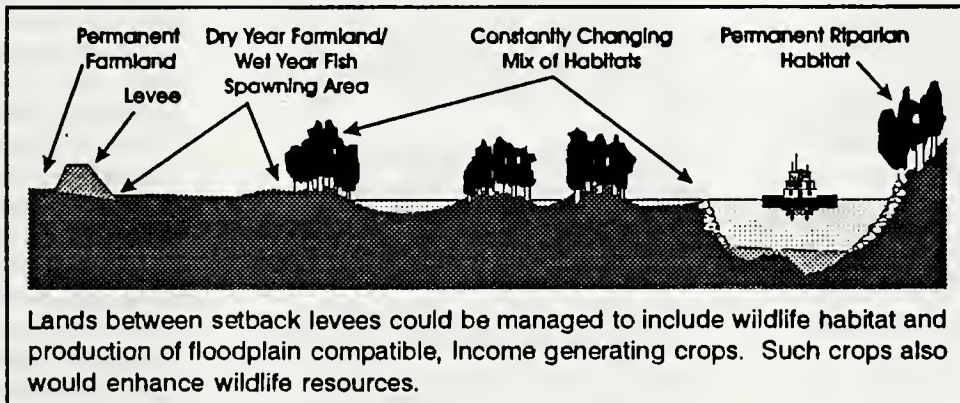 Permanent
Farmland
Levee
Dry Year Farmland/
Wet Year Fish
Spawning Area
Constantly Changing
Mix of Habitats
Permanent Riparian
Habitat
Lands between setback levees could be managed to include wildlife habitat and
production of floodplain compatible, Income generating crops. Such crops also
would enhance wildlife resources.